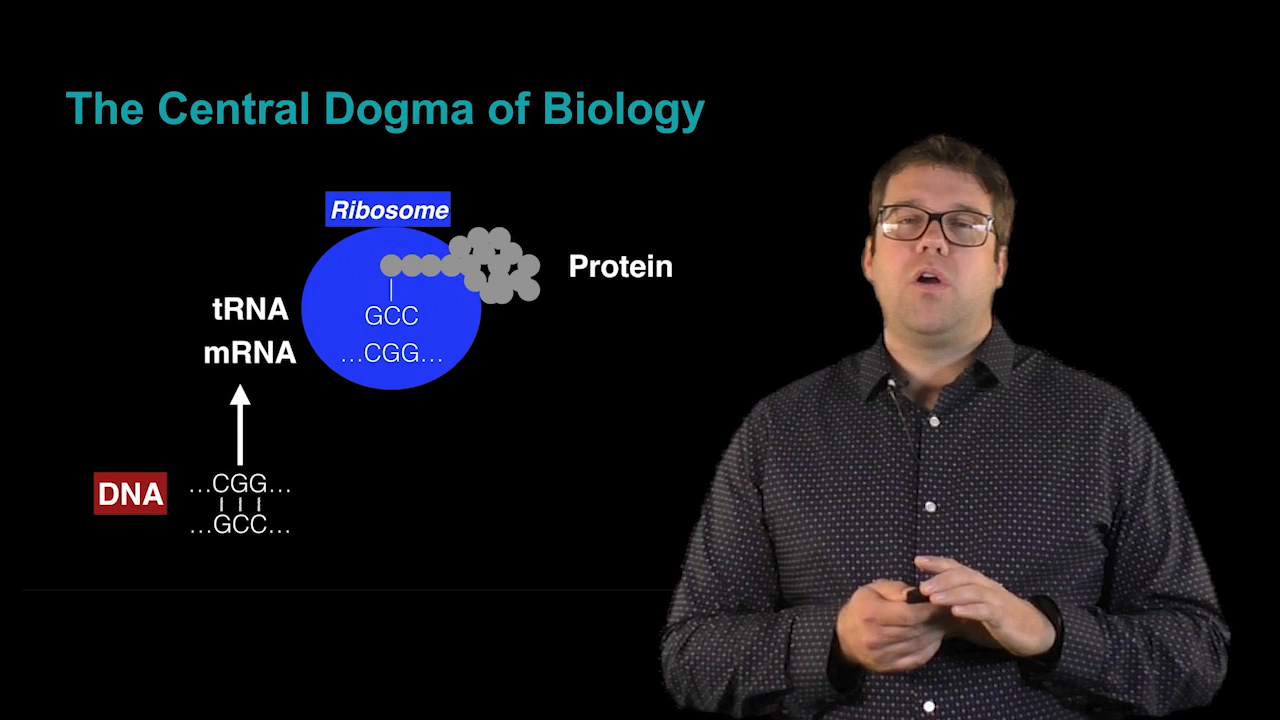 The Central Dogma of Biology
Ribosome
Protein
tRNA
GCC
mRNA
...CGG...
DNA
...CGG...
...GCC...